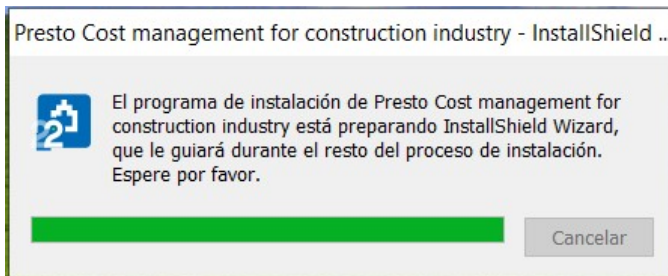 Presto Cost management for construction industry - InstallShield ...
22
El programa de instalación de Presto Cost management for
construction industry está preparando InstallShield Wizard,
que le guiará durante el resto del proceso de instalación.
Espere por favor.
Cancelar